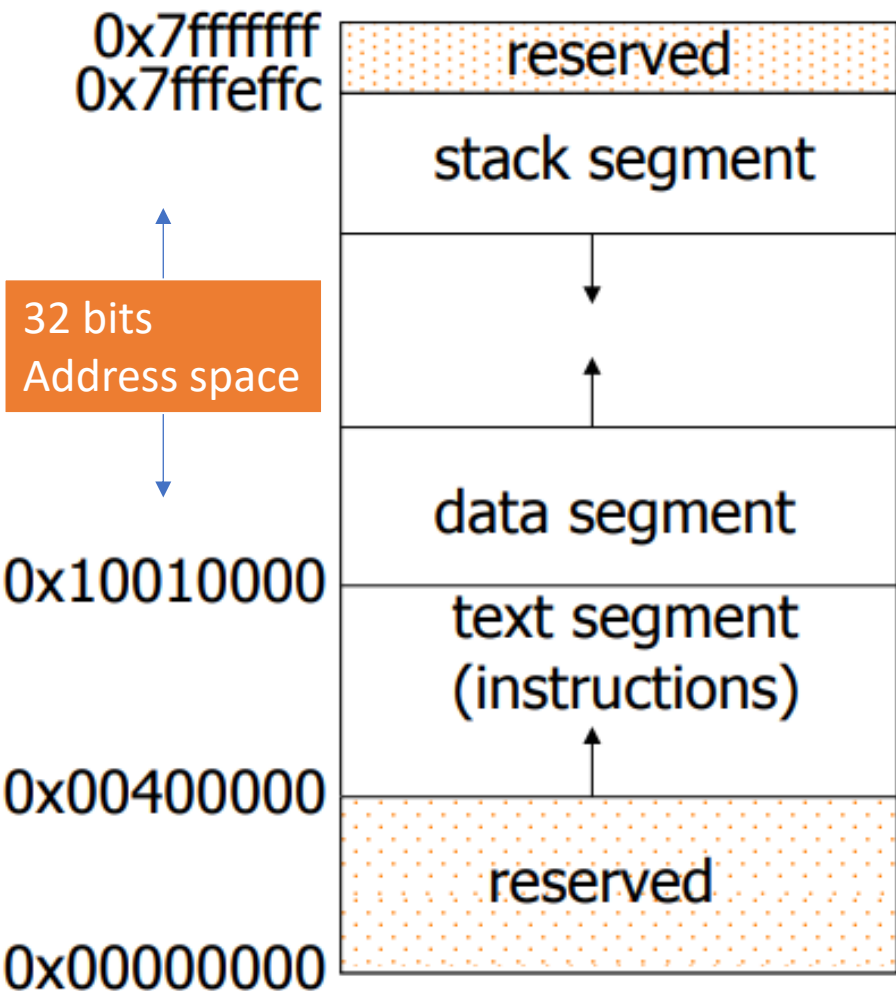 0x7fffffff
reserved
0x7fffeffc
stack segment
32 bits
Address space
data segment
0x10010000
text segment
(instructions)
0x00400000
reserved
0x00000000